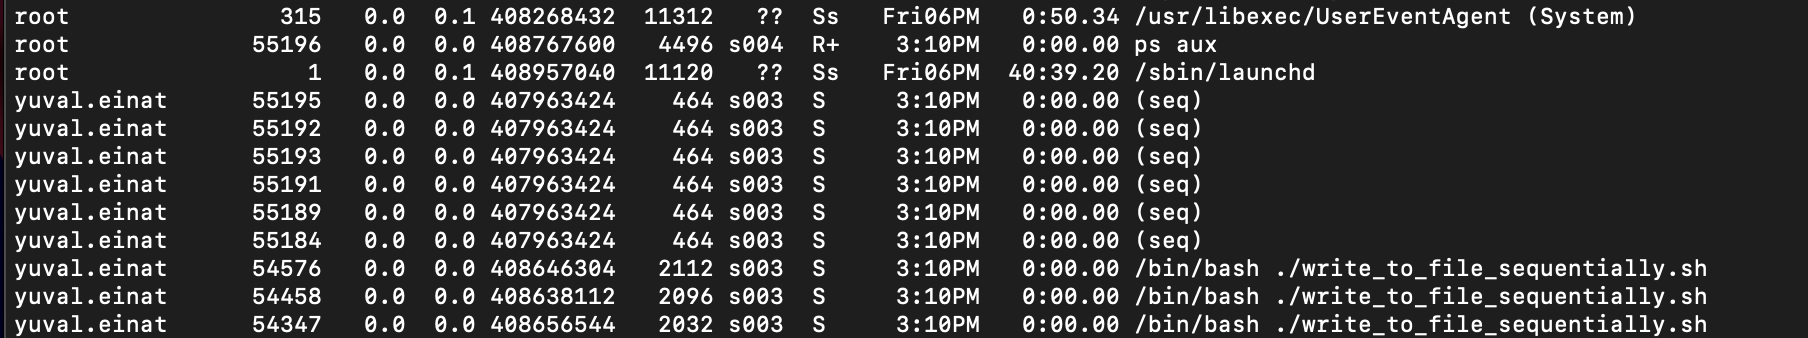 root 315 0.0 0.1 408268432 11312 ?? Ss Fri06PM 0:50.34 /usr/libexec/UserEventAgent (System)
root 55196 0.0 0.0 408767600 4496 s004 R+ 3:10PM 0:00.00 ps aux
root 1 0.0 0.1 408957040 11120 ?? Ss Fri06PM 40:39.20 /sbin/launchd
yuval.einat 55195 0.0 0.0 407963424 464 s003 S 3:10PM 0:00.00 (seq)
yuval.einat 55192 0.0 0.0 407963424 464 s003 S 3:10PM 0:00.00 (seq)
yuval.einat 55193 0.0 0.0 407963424 464 s003 S 3:10PM 0:00.00 (seq)
yuval.einat 55191 0.0 0.0 407963424 464 s003 S 3:10PM 0:00.00 (seq)
yuval.einat 55189 0.0 0.0 407963424 464 s003 S 3:10PM 0:00.00 (seq)
yuval.einat 55184 0.0 0.0 407963424 464 s003 S 3:10PM 0:00.00 (seq)
yuval.einat 54576 0.0 0.0 408646304 2112 s003 S 3:10PM 0:00.00 /bin/bash ./write_to_file_sequentially.sh
yuval.einat 54458 0.0 0.0 408638112 2096 s003 S 3:10PM 0:00.00 /bin/bash ./write_to_file_sequentially.sh
yuval.einat 54347 0.0 0.0 408656544 2032 s003 S 3:10PM 0:00.00 /bin/bash ./write_to_file_sequentially.sh